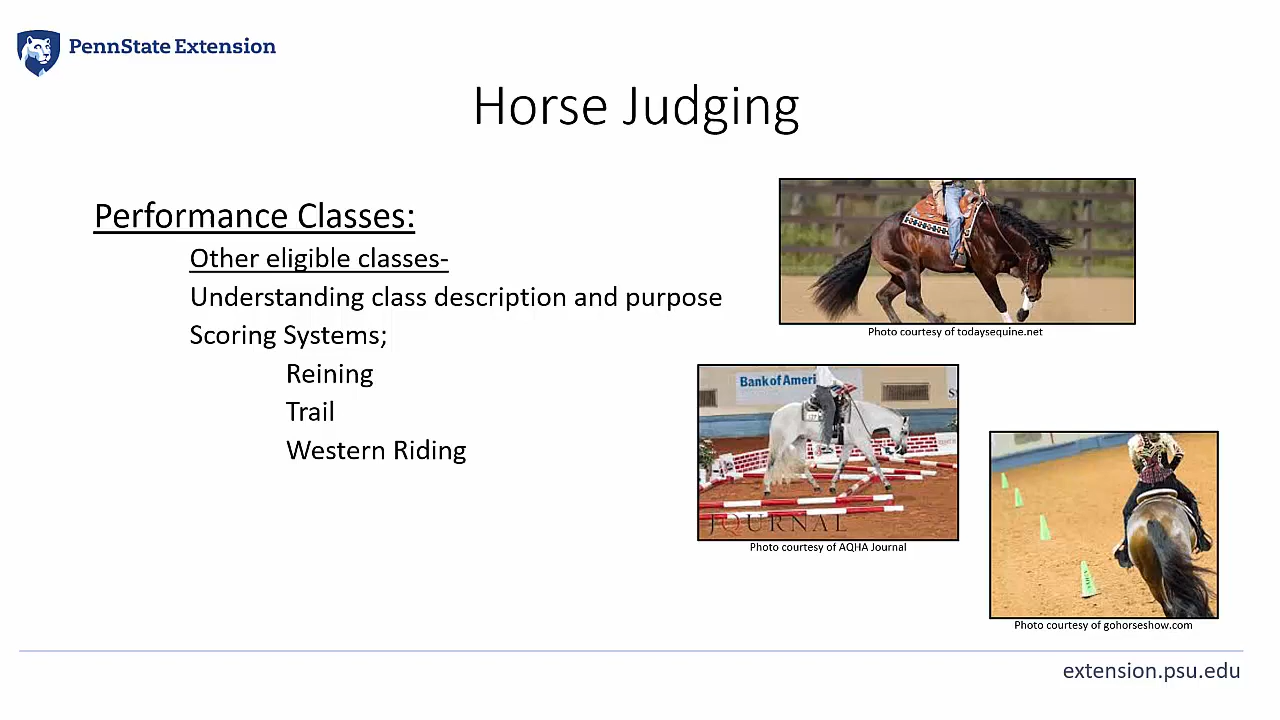 PennState Extension
Horse Judging
Performance Classes:
Other eligible classes-
Understanding class description and purpose
Scoring Systems;
Reining
Trail
Western Riding
Photo courtesy of todaysequine.net
Bank of Ameri
JOURNAL
Photo courtesy of AQHA Journal
Photo courtesy of gohorseshow.com
extension.psu.edu